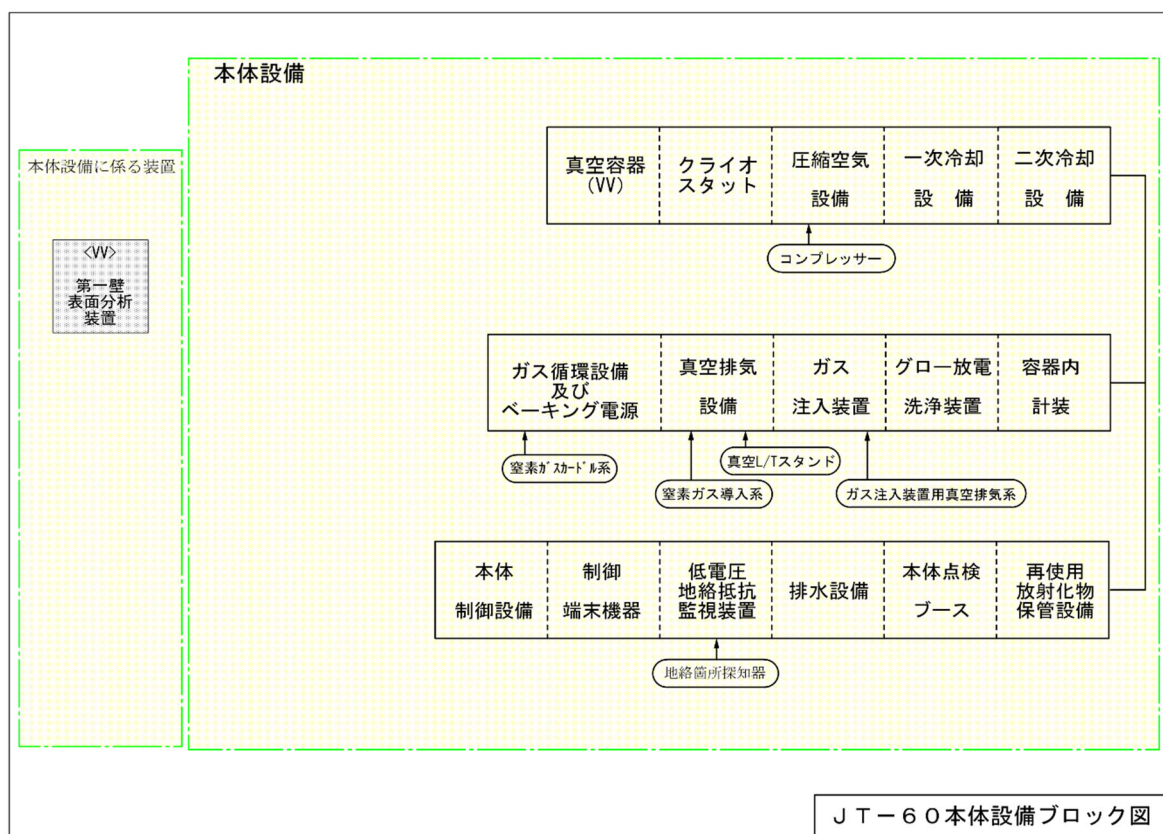 本体設備
本体設備に係る装置
<VV>
第一壁
表面分析
装置
真空容器
(VV)
クライオ
スタット
圧縮空気
設備
一次冷却
設　備
二次冷却
設　備
コンプレッサー
ガス循環設備
及び
ベーキング電源
真空排気
設備
ガス
注入装置
グロー放電
洗浄装置
容器内
計装
窒素ｶﾞｽｶｰﾄﾞﾙ系
窒素ガス導入系
真空L/Tスタンド
ガス注入装置用真空排気系
本体
制御設備
制御
端末機器
低電圧
地絡抵抗
監視装置
排水設備
本体点検
ブース
再使用
放射化物
保管設備
地絡箇所探知器
ＪＴ－６０本体設備ブロック図